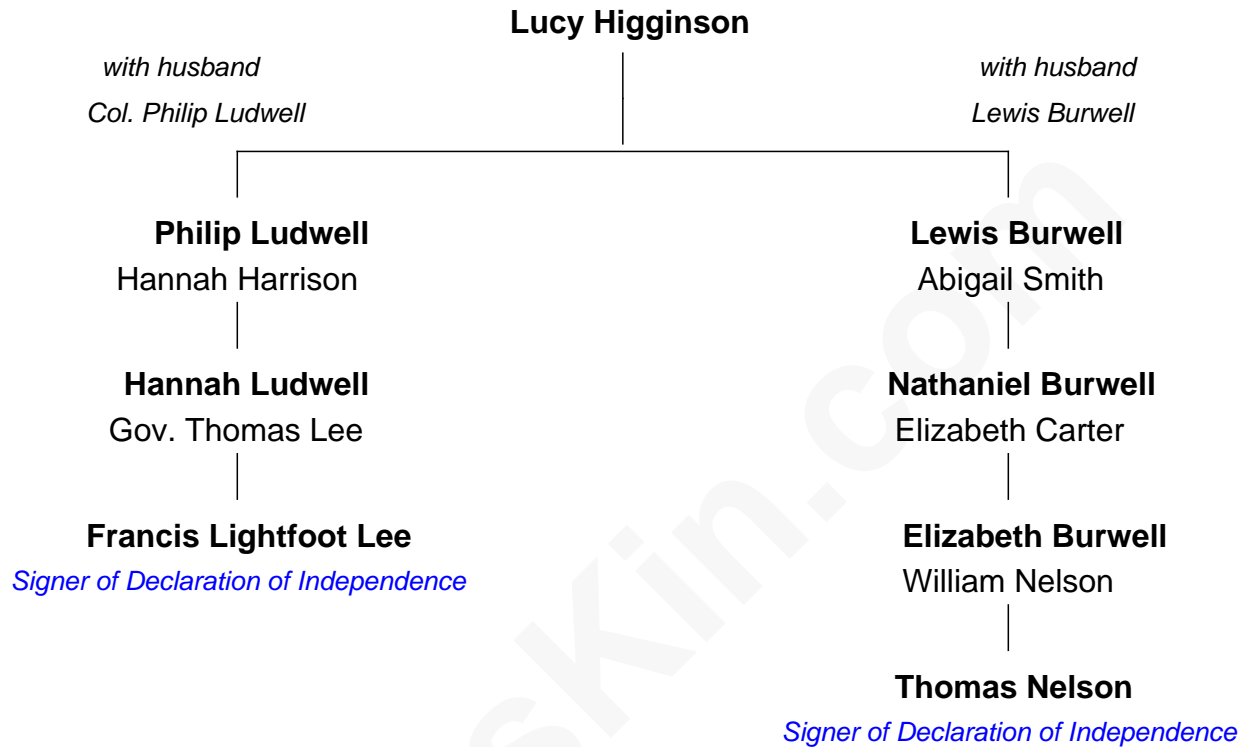 Lucy Higginson
with husband
Col. Philip Ludwell
with husband
Lewis Burwell
Philip Ludwell
Hannah Harrison
Hannah Ludwell
Gov. Thomas Lee
Francis Lightfoot Lee
Signer of Declaration of Independence
Lewis Burwell
Abigail Smith
Nathaniel Burwell
Elizabeth Carter
Elizabeth Burwell
William Nelson
Thomas Nelson
Signer of Declaration of Independence
sKin.com